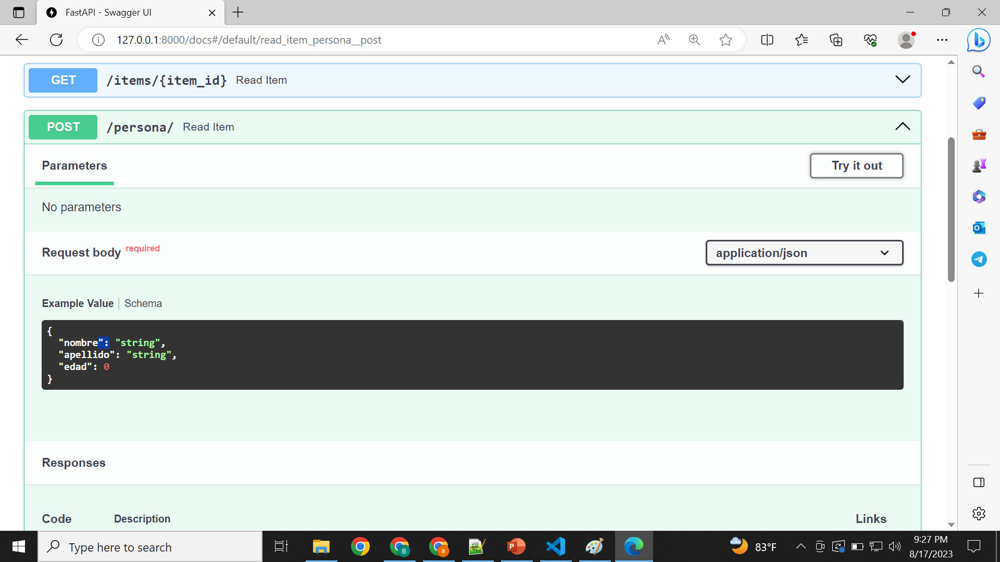 FastAPI - Swagger UI
127.0.0.1:8000/docs#/default/read_item_persona__post
GET /items/{item_id} Read Item
POST /persona/ Read Item
Parameters
Try it out
No parameters
Request body required
application/json
Example Value Schema
{
"nombre": "string",
"apellido": "string",
"edad": 0
}
Responses
Code Description Links
Type here to search
83°F
9:27 PM
8/17/2023